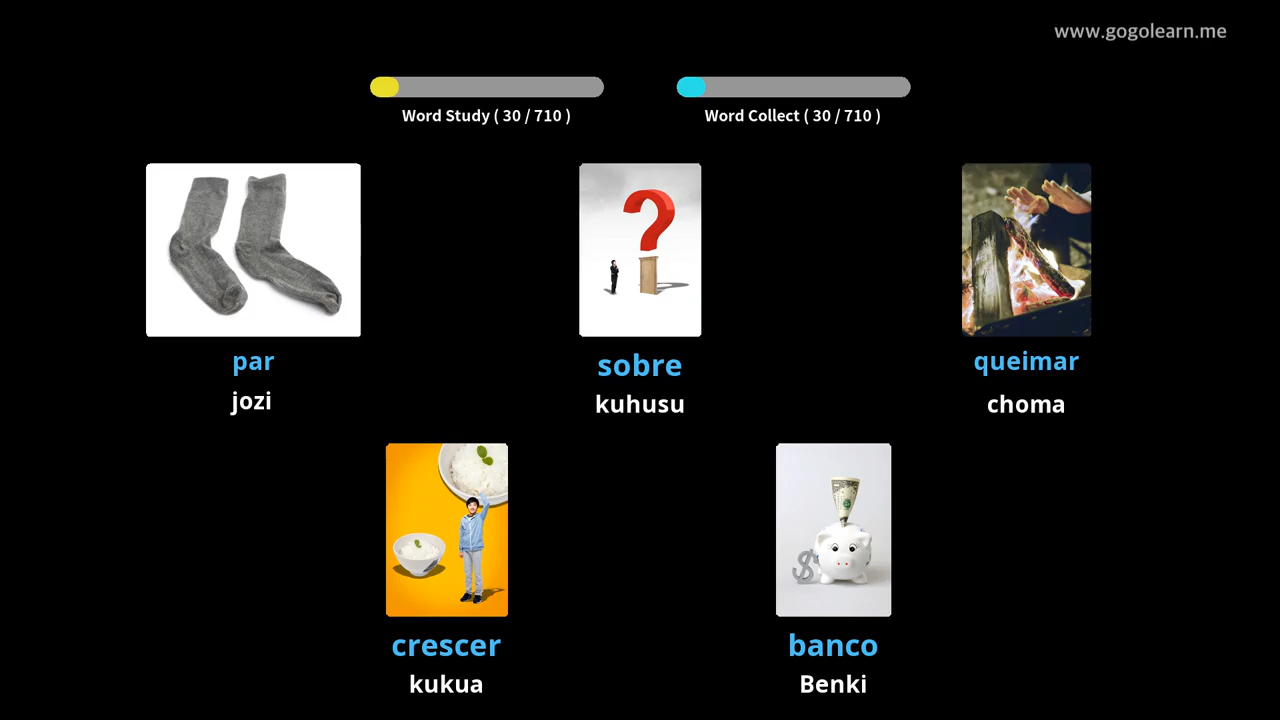 www.gogolearn.me
Word Study ( 30 / 710 )
Word Collect ( 30 / 710 )
par
jozi
sobre
kuhusu
queimar
choma
crescer
kukua
banco
Benki